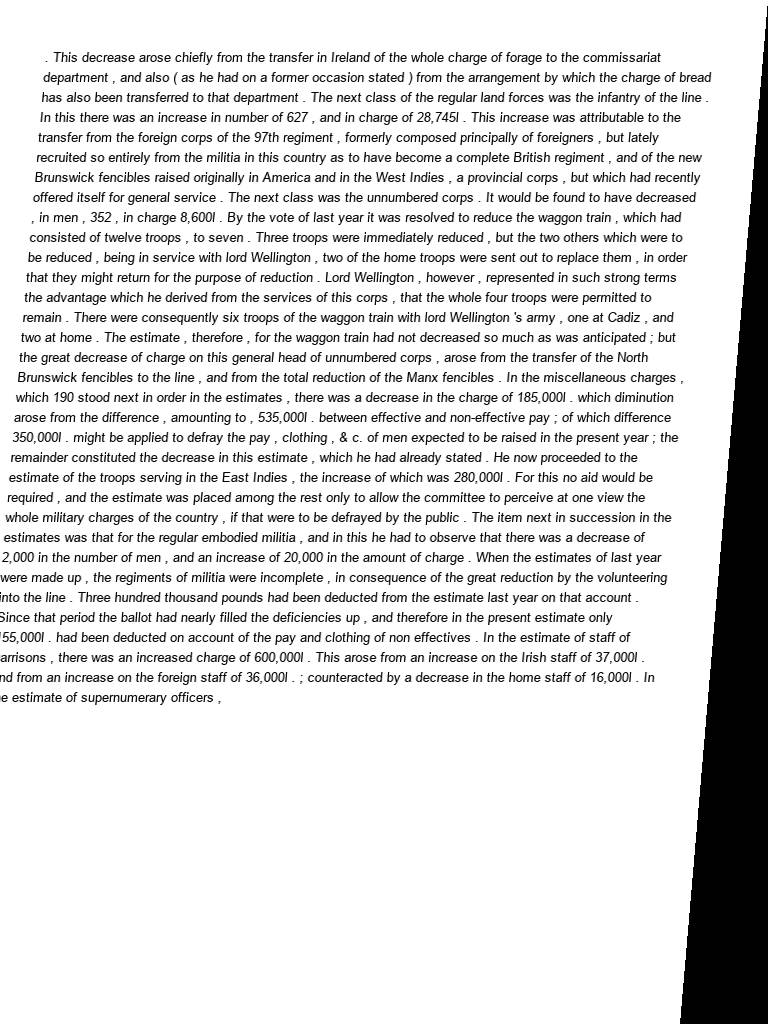 . This decrease arose chiefly from the transfer in Ireland of the whole charge of forage to the commissariat
department , and also ( as he had on a former occasion stated ) from the arrangement by which the charge of bread
has also been transferred to that department . The next class of the regular land forces was the infantry of the line .
In this there was an increase in number of 627 , and in charge of 28,745l . This increase was attributable to the
transfer from the foreign corps of the 97th regiment , formerly composed principally of foreigners , but lately
recruited so entirely from the militia in this country as to have become a complete British regiment , and of the new
Brunswick fencibles raised originally in America and in the West Indies , a provincial corps , but which had recently
offered itself for general service . The next class was the unnumbered corps . It would be found to have decreased
, in men , 352 , in charge 8,600l . By the vote of last year it was resolved to reduce the waggon train , which had
consisted of twelve troops , to seven . Three troops were immediately reduced , but the two others which were to
be reduced , being in service with lord Wellington , two of the home troops were sent out to replace them , in order
that they might return for the purpose of reduction . Lord Wellington , however , represented in such strong terms
the advantage which he derived from the services of this corps , that the whole four troops were permitted to
remain . There were consequently six troops of the waggon train with lord Wellington 's army , one at Cadiz , and
two at home . The estimate , therefore , for the waggon train had not decreased so much as was anticipated ; but
the great decrease of charge on this general head of unnumbered corps , arose from the transfer of the North
Brunswick fencibles to the line , and from the total reduction of the Manx fencibles . In the miscellaneous charges ,
which 190 stood next in order in the estimates , there was a decrease in the charge of 185,000l . which diminution
arose from the difference , amounting to , 535,000l . between effective and non-effective pay ; of which difference
350,000l . might be applied to defray the pay , clothing , & c. of men expected to be raised in the present year ; the
remainder constituted the decrease in this estimate , which he had already stated . He now proceeded to the
estimate of the troops serving in the East Indies , the increase of which was 280,000l . For this no aid would be
required , and the estimate was placed among the rest only to allow the committee to perceive at one view the
whole military charges of the country , if that were to be defrayed by the public . The item next in succession in the
estimates was that for the regular embodied militia , and in this he had to observe that there was a decrease of
2,000 in the number of men , and an increase of 20,000 in the amount of charge . When the estimates of last year
were made up , the regiments of militia were incomplete , in consequence of the great reduction by the volunteering
into the line . Three hundred thousand pounds had been deducted from the estimate last year on that account .
Since that period the ballot had nearly filled the deficiencies up , and therefore in the present estimate only
155,000l . had been deducted on account of the pay and clothing of non effectives . In the estimate of staff of
arrisons , there was an increased charge of 600,000l . This arose from an increase on the Irish staff of 37,000l .
nd from an increase on the foreign staff of 36,000l . ; counteracted by a decrease in the home staff of 16,000l . In
e estimate of supernumerary officers ,